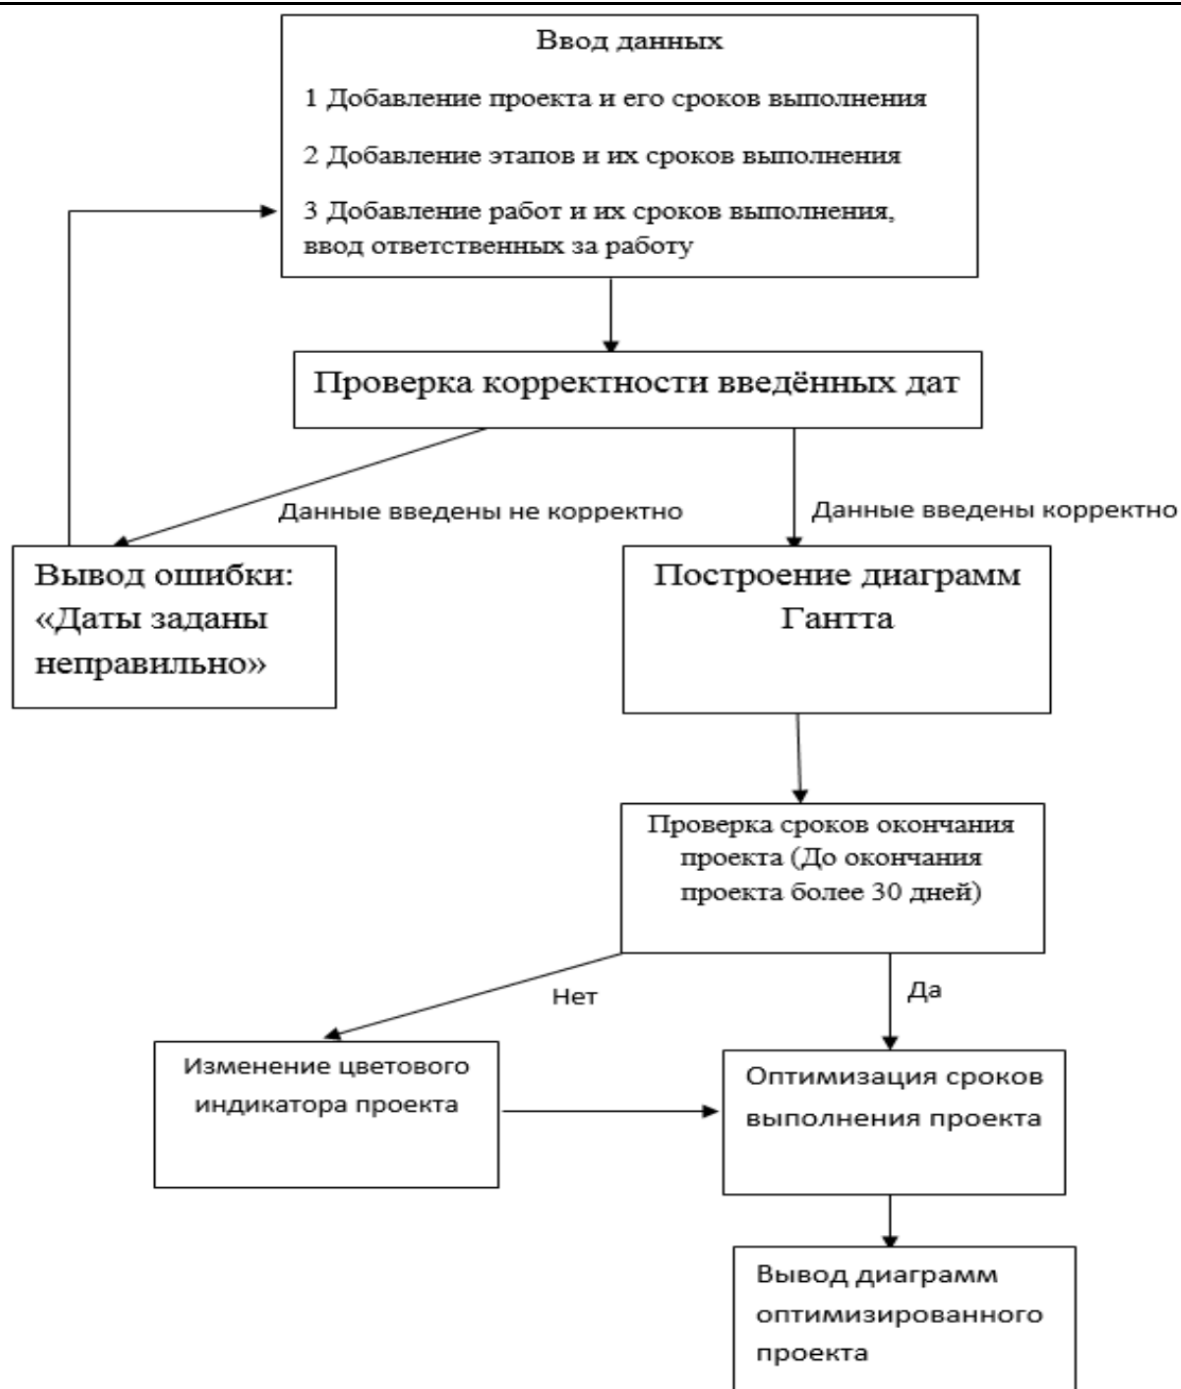 Ввод данных
1 Добавление проекта и его сроков выполнения
2 Добавление этапов и их сроков выполнения
3 Добавление работ и их сроков выполнения,
ввод ответственных за работу
Проверка корректности введённых дат
Данные введены не корректно
Данные введены корректно
Вывод ошибки:
«Даты заданы
неправильно»
Построение диаграмм
Гантта
Проверка сроков окончания
проекта (До окончания
проекта более 30 дней)
Нет
Да
Изменение цветового
индикатора проекта
Оптимизация сроков
выполнения проекта
Вывод диаграмм
оптимизированного
проекта